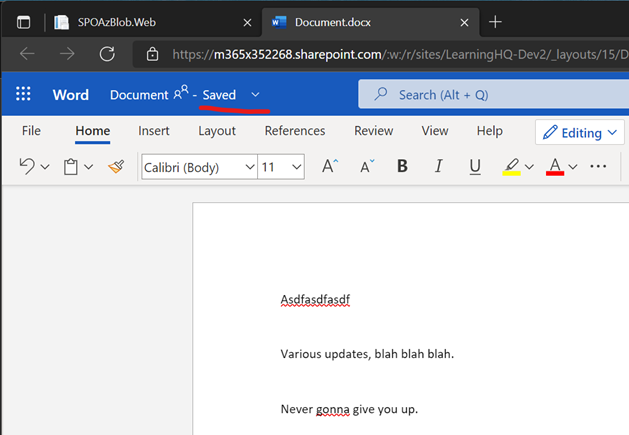 SPOAzBlob.Web
Document.docx
https://m365x352268.sharepoint.com/:w:/r/sites/LearningHQ-Dev2/_layouts/15/D
Word Document - Saved Search (Alt + Q)
File Home Insert Layout References Review View Help Editing
Calibri (Body) 11 A A B I U A ...
Asdfasdfasdf
Various updates, blah blah blah.
Never gonna give you up.